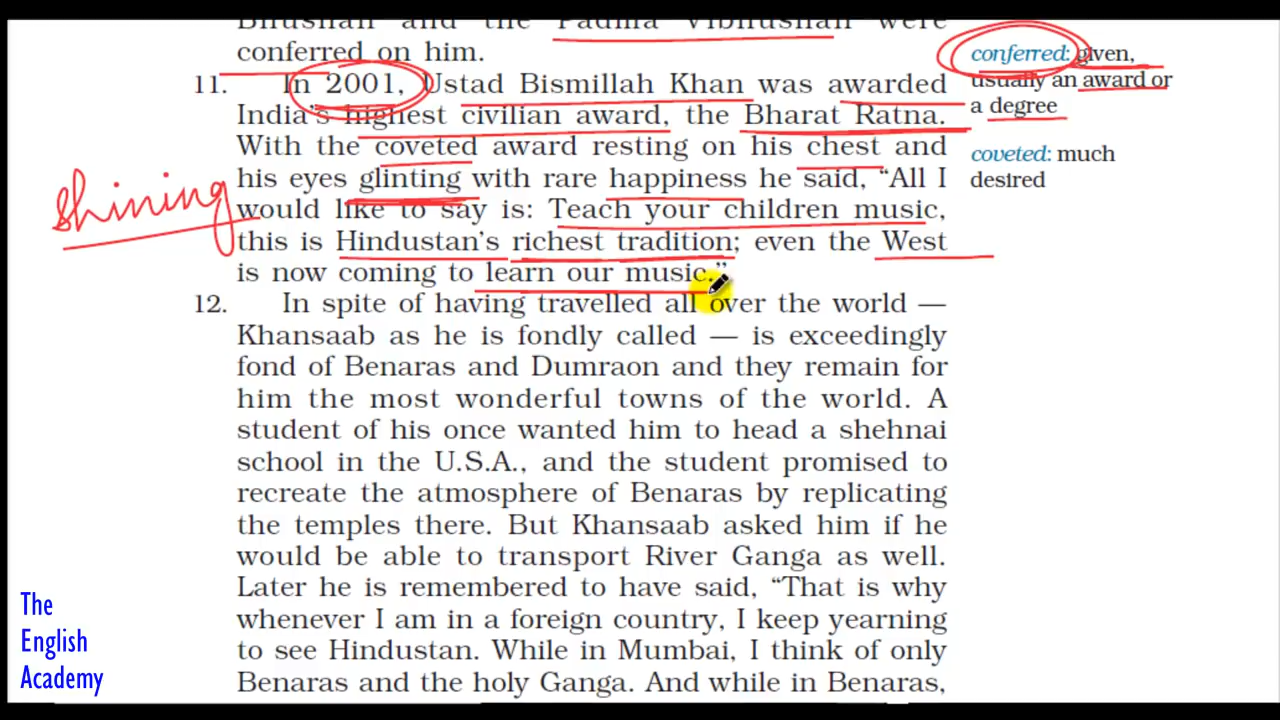 Bhushan and the Padma Vibhushan were
conferred on him.
conferred: given,
usually an award or
a degree
coveted: much
desired
11. In 2001, Ustad Bismillah Khan was awarded
India's highest civilian award, the Bharat Ratna.
With the coveted award resting on his chest and
his eyes glinting with rare happiness he said, “All I
would like to say is: Teach your children music,
this is Hindustan's richest tradition; even the West
is now coming to learn our music.”
Shining
12. In spite of having travelled all over the world —
Khansaab as he is fondly called — is exceedingly
fond of Benaras and Dumraon and they remain for
him the most wonderful towns of the world. A
student of his once wanted him to head a shehnai
school in the U.S.A., and the student promised to
recreate the atmosphere of Benaras by replicating
the temples there. But Khansaab asked him if he
would be able to transport River Ganga as well.
Later he is remembered to have said, “That is why
whenever I am in a foreign country, I keep yearning
to see Hindustan. While in Mumbai, I think of only
Benaras and the holy Ganga. And while in Benaras,
The
English
Academy